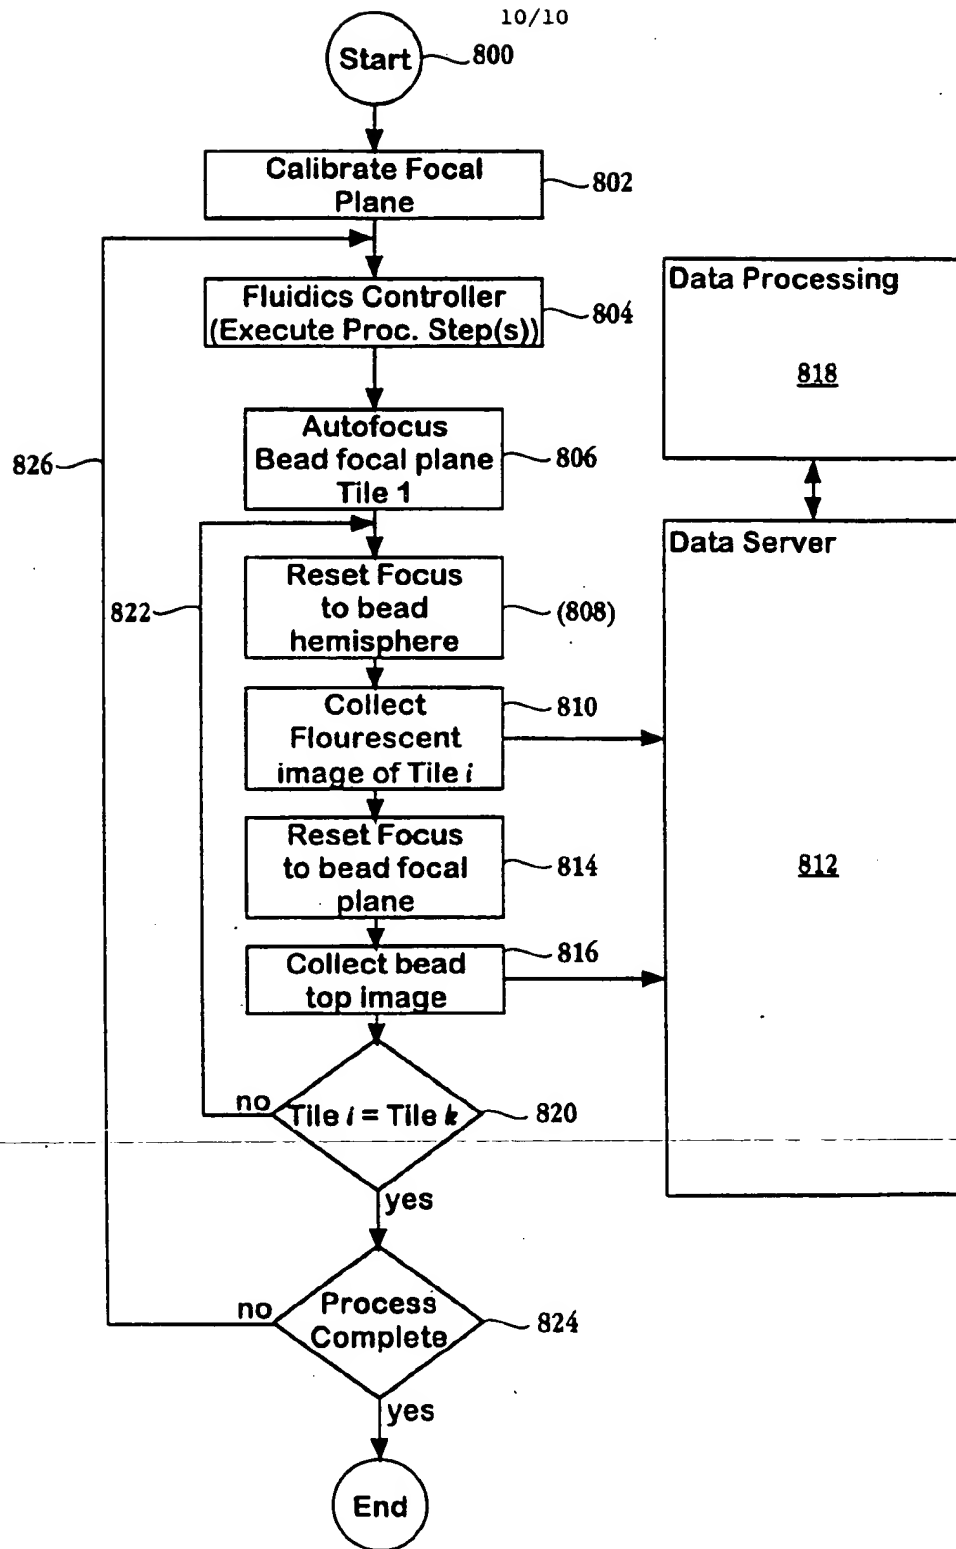 10/10
Start
800
Calibrate Focal
Plane
802
Fluidics Controller
(Execute Proc. Step(s))
804
Data Processing
818
Autofocus
Bead focal plane
Tile 1
806
826
Data Server
812
Reset Focus
to bead
hemisphere
(808)
822
Collect
Flourescent
image of Tile i
810
Reset Focus
to bead focal
plane
814
Collect bead
top image
816
no
Tile i = Tile k
820
yes
no
Process
Complete
824
yes
End